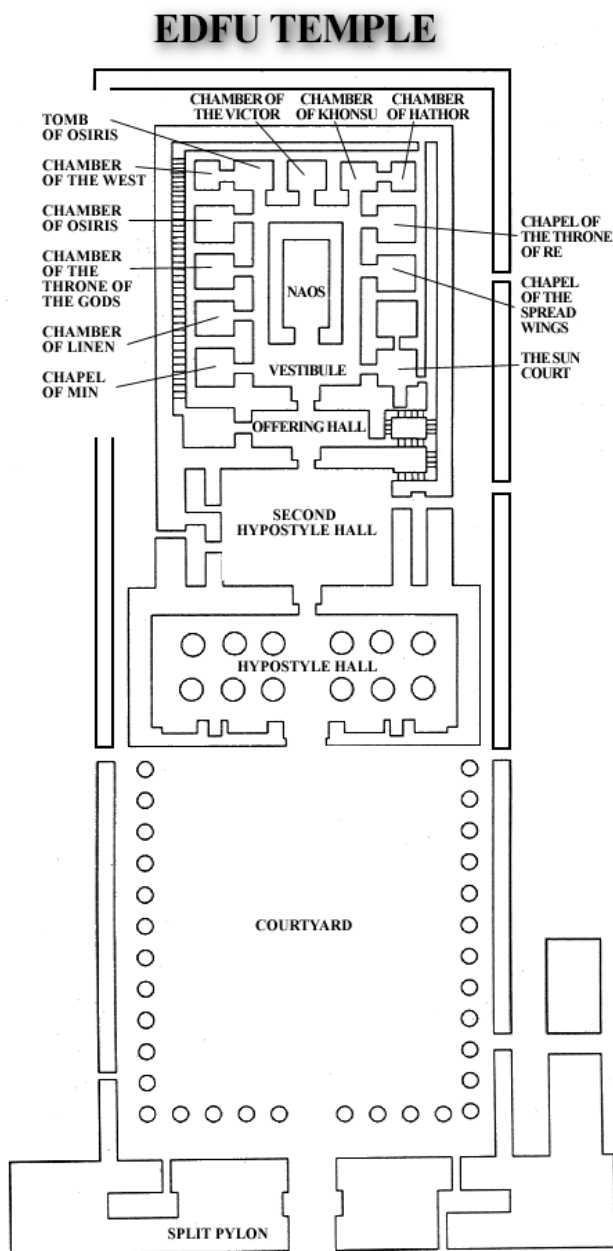 EDFU TEMPLE
CHAMBER OF
THE VICTOR
CHAMBER
OF KHONSU
CHAMBER
OF HATHOR
TOMB
OF OSIRIS
CHAMBER
OF THE WEST
CHAMBER
OF OSIRIS
CHAMBER
OF THE
THRONE OF
THE GODS
CHAMBER
OF LINEN
CHAPEL
OF MIN
CHAPEL OF
THE THRONE
OF RE
CHAPEL
OF THE
SPREAD
WINGS
THE SUN
COURT
NAOS
VESTIBULE
OFFERING HALL
SECOND
HYPOSTYLE HALL
HYPOSTYLE HALL
COURTYARD
SPLIT PYLON